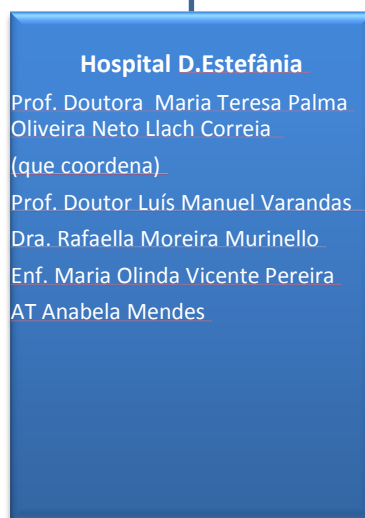 Hospital D.Estefânia
Prof. Doutora Maria Teresa Palma
Oliveira Neto Llach Correia
(que coordena)
Prof. Doutor Luís Manuel Varandas
Dra. Rafaella Moreira Murinello
Enf. Maria Olinda Vicente Pereira
AT Anabela Mendes